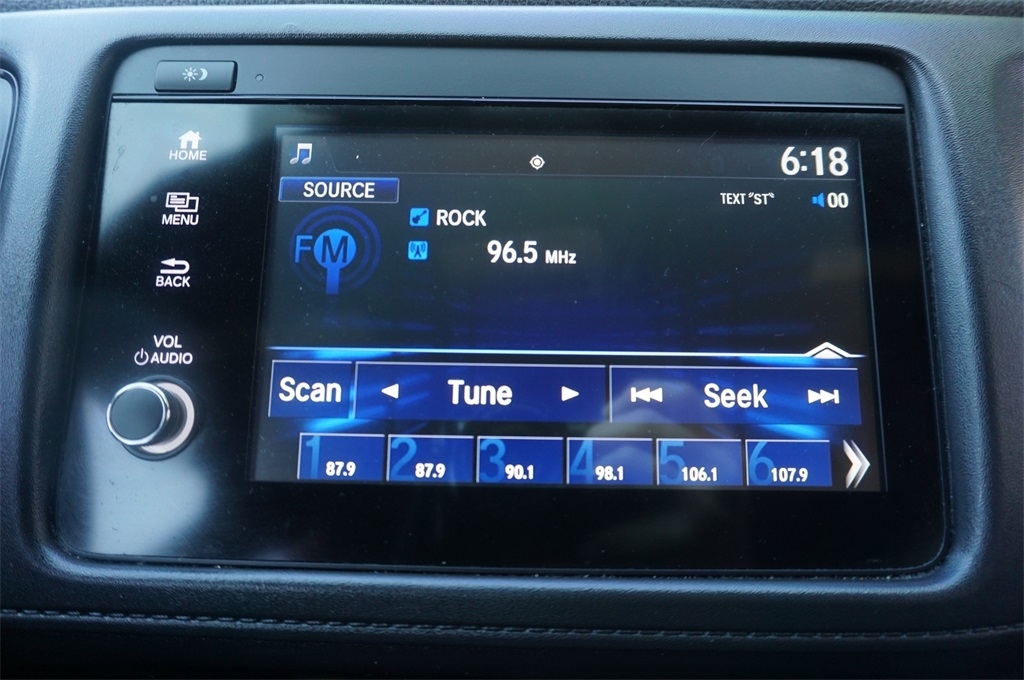 HOME
MENU
BACK
VOL
AUDIO
6:18
SOURCE
TEXT "ST"
00
FM
ROCK
96.5 MHz
Scan Tune Seek
1 87.9 2 87.9 3 90.1 4 98.1 5 106.1 6 107.9